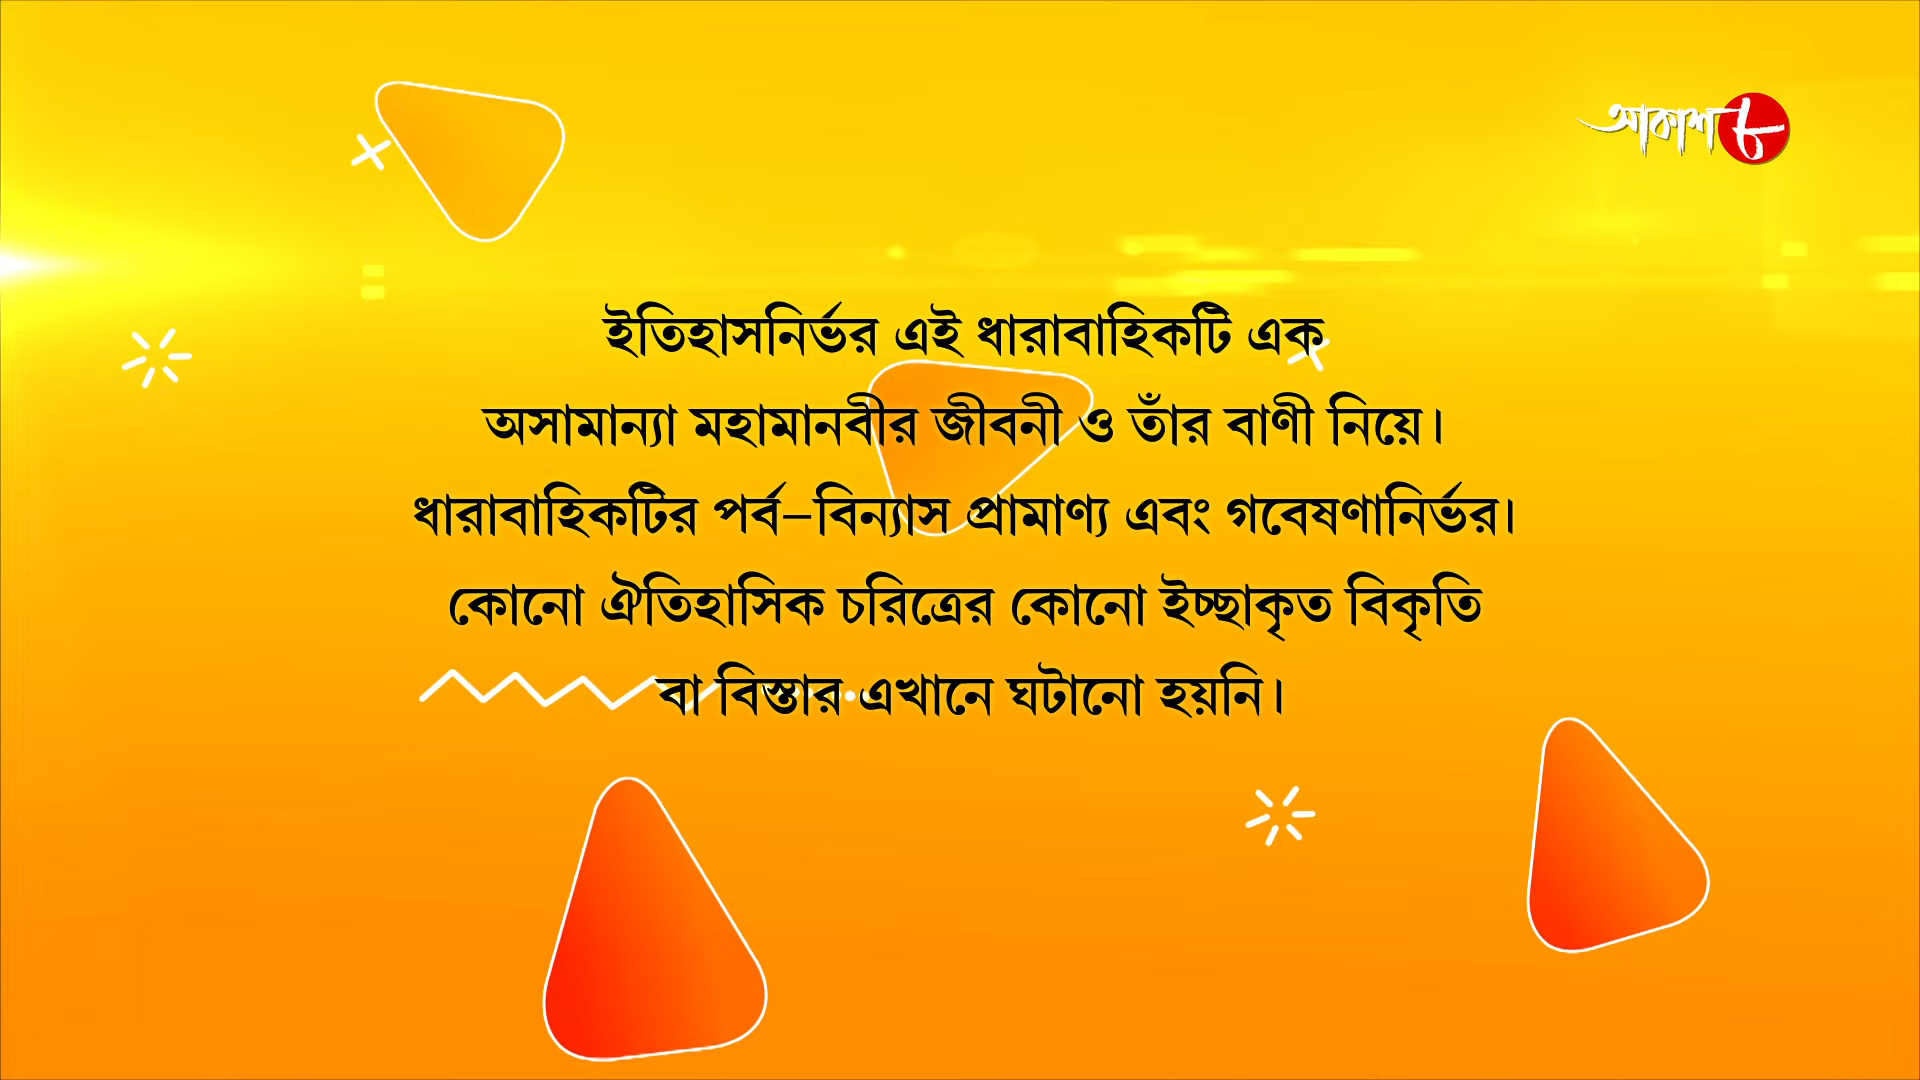 আকাশ ৮
ইতিহাসনির্ভর এই ধারাবাহিকটি এক
অসামান্যা মহামানবীর জীবনী ও তাঁর বাণী নিয়ে।
ধারাবাহিকটির পর্ব–বিন্যাস প্রামাণ্য এবং গবেষণানির্ভর।
কোনো ঐতিহাসিক চরিত্রের কোনো ইচ্ছাকৃত বিকৃতি
বা বিস্তার এখানে ঘটানো হয়নি।